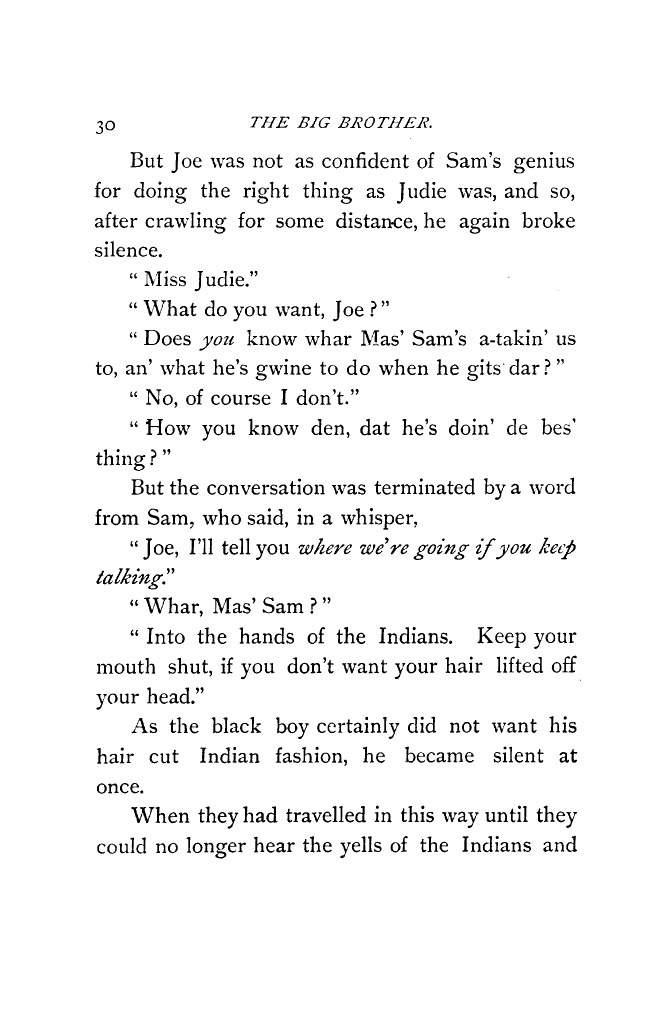 30 THE BIG BROTHER.
But Joe was not as confident of Sam's genius
for doing the right thing as Judie was, and so,
after crawling for some distance, he again broke
silence.
“ Miss Judie.”
“ What do you want, Joe ? ”
“ Does you know whar Mas' Sam's a-takin' us
to, an' what he's gwine to do when he gits dar ? ”
“ No, of course I don't.”
“ How you know den, dat he's doin' de bes'
thing ? ”
But the conversation was terminated by a word
from Sam, who said, in a whisper,
“ Joe, I'll tell you where we're going if you keep
talking.”
“ Whar, Mas' Sam ? ”
“ Into the hands of the Indians. Keep your
mouth shut, if you don't want your hair lifted off
your head.”
As the black boy certainly did not want his
hair cut Indian fashion, he became silent at
once.
When they had travelled in this way until they
could no longer hear the yells of the Indians and